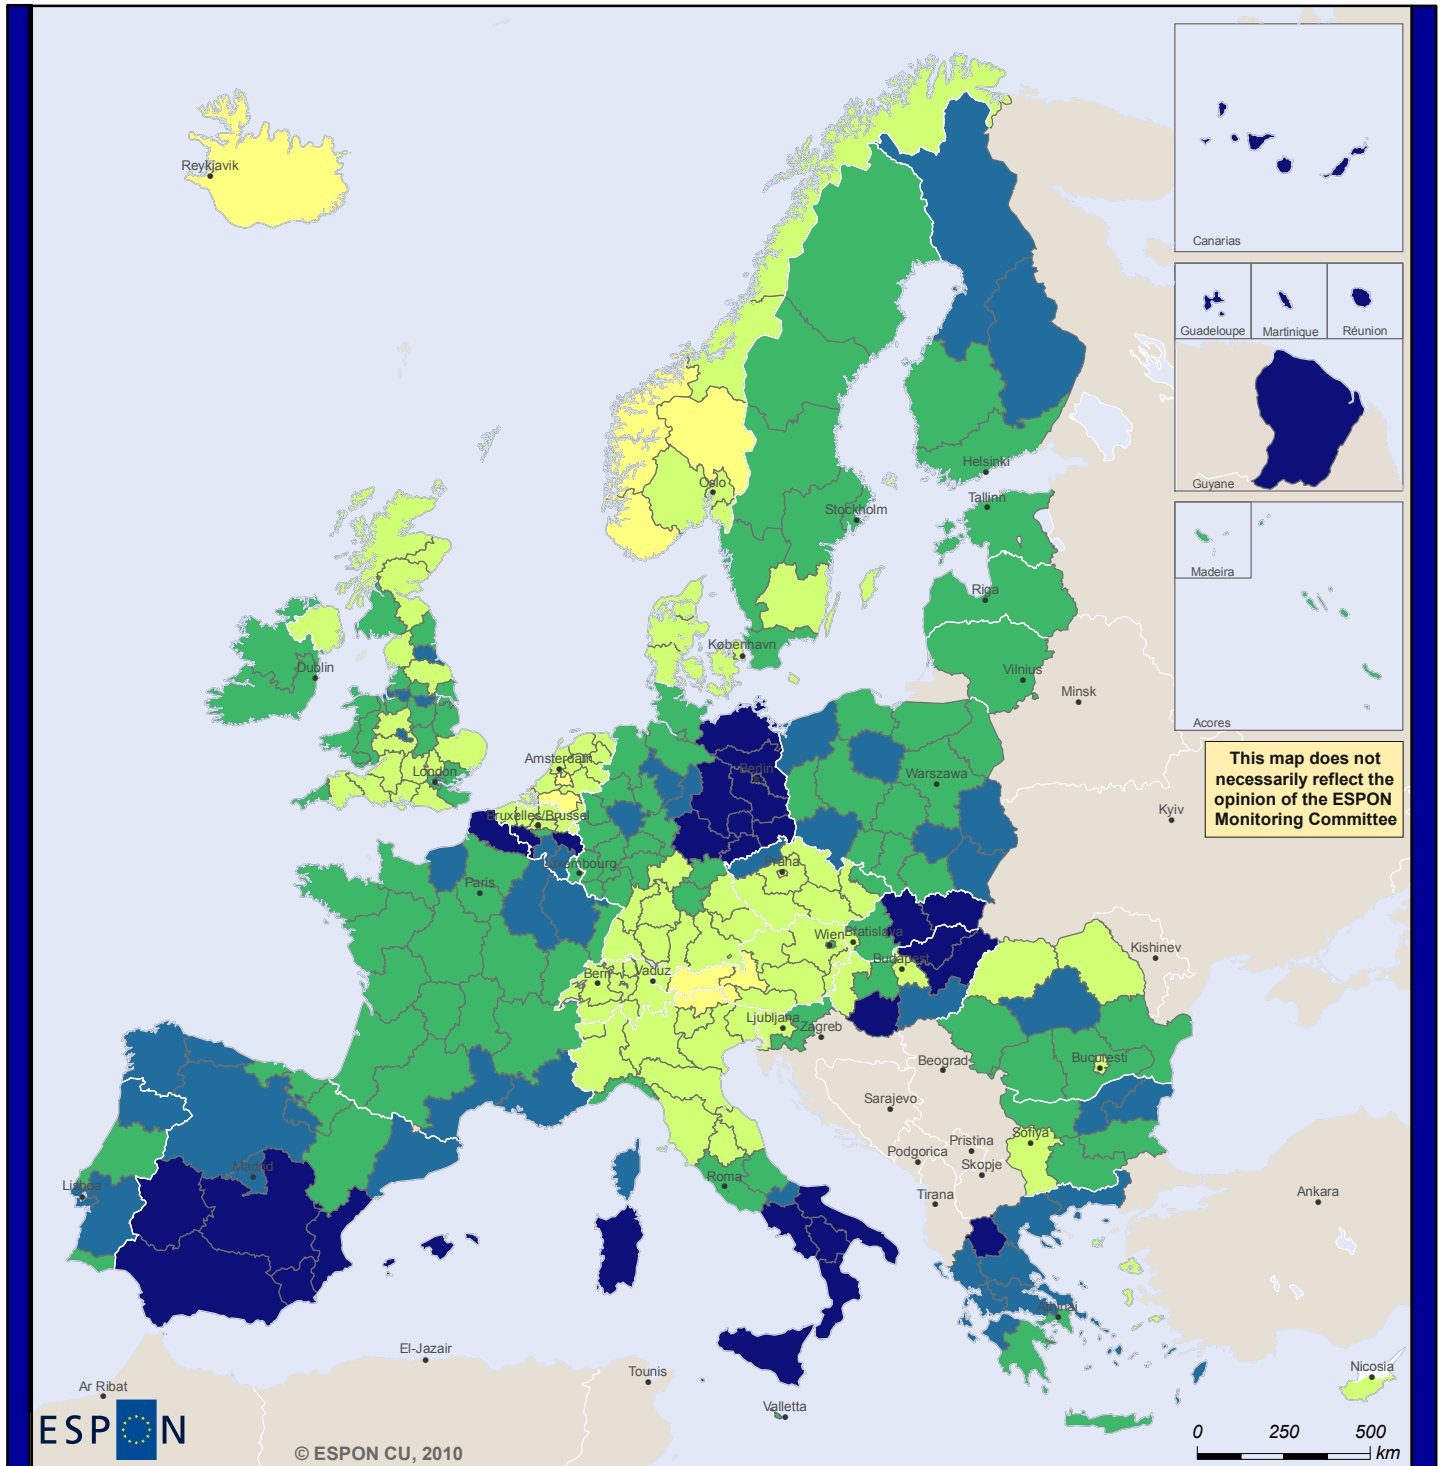 Reykjavik
Canarias
Guadeloupe
Martinique
Réunion
Guyane
Oslo
Helsinki
Tallinn
Stockholm
Madeira
Riga
Acores
København
Dublin
Vilnius
Minsk
This map does not
necessarily reflect the
opinion of the ESPON
Monitoring Committee
Amsterdam
London
Berlin
Warszawa
Kyiv
Bruxelles/Brussel
Luxembourg
Praha
Paris
Wien
Bratislava
Kishinev
Budapest
Bern
Vaduz
Ljubljana
Zagreb
Beograd
Bucuresti
Sarajevo
Sofiya
Pristina
Podgorica
Skopje
Madrid
Roma
Lisboa
Tirana
Ankara
Athinai
El-Jazair
Tounis
Nicosia
Ar Ribat
Valletta
ESPON
© ESPON CU, 2010
0 250 500
km